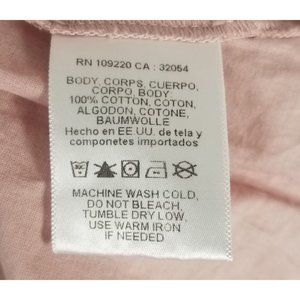 RN 109220 CA : 32054
BODY, CORPS, CUERPO,
CORPO, BODY:
100% COTTON, COTON,
ALGODON, COTONE,
BAUMWOLLE
Hecho en EE.UU. de tela y
componetes importados
MACHINE WASH COLD,
DO NOT BLEACH,
TUMBLE DRY LOW,
USE WARM IRON
IF NEEDED